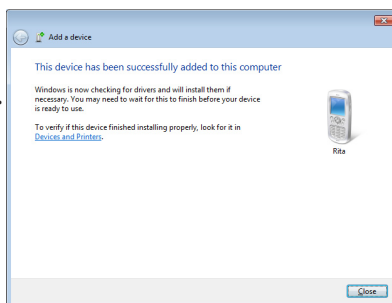 Add a device
This device has been successfully added to this computer
Windows is now checking for drivers and will install them if
necessary. You may need to wait for this to finish before your device
is ready to use.
To verify if this device finished installing properly, look for it in
Devices and Printers.
Rita
Close